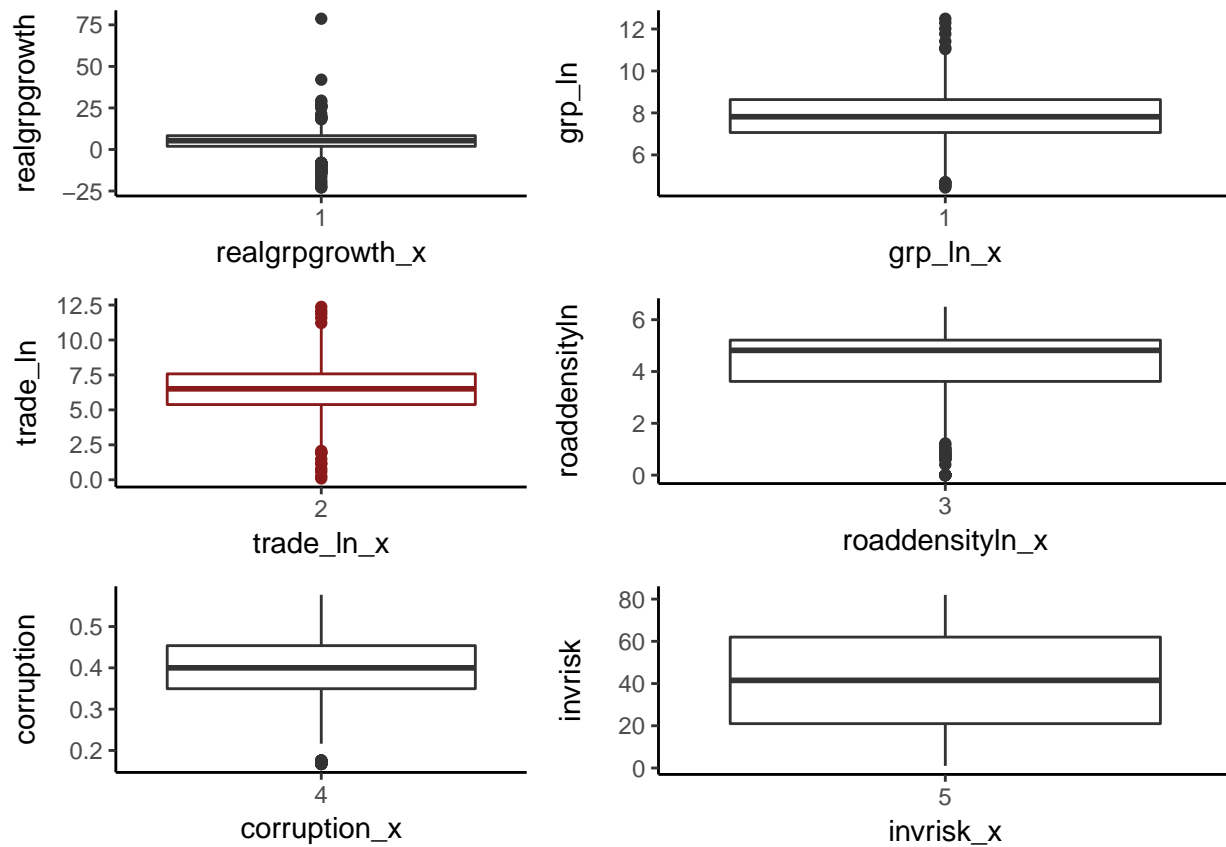 realgrpgrowth
75
50
25
0
−25
1
realgrpgrowth_x
grp_ln
12
10
8
6
1
grp_ln_x
trade_ln
12.5
10.0
7.5
5.0
2.5
0.0
2
trade_ln_x
roaddensityln
6
4
2
0
3
roaddensityln_x
corruption
0.5
0.4
0.3
0.2
4
corruption_x
invrisk
80
60
40
20
0
5
invrisk_x